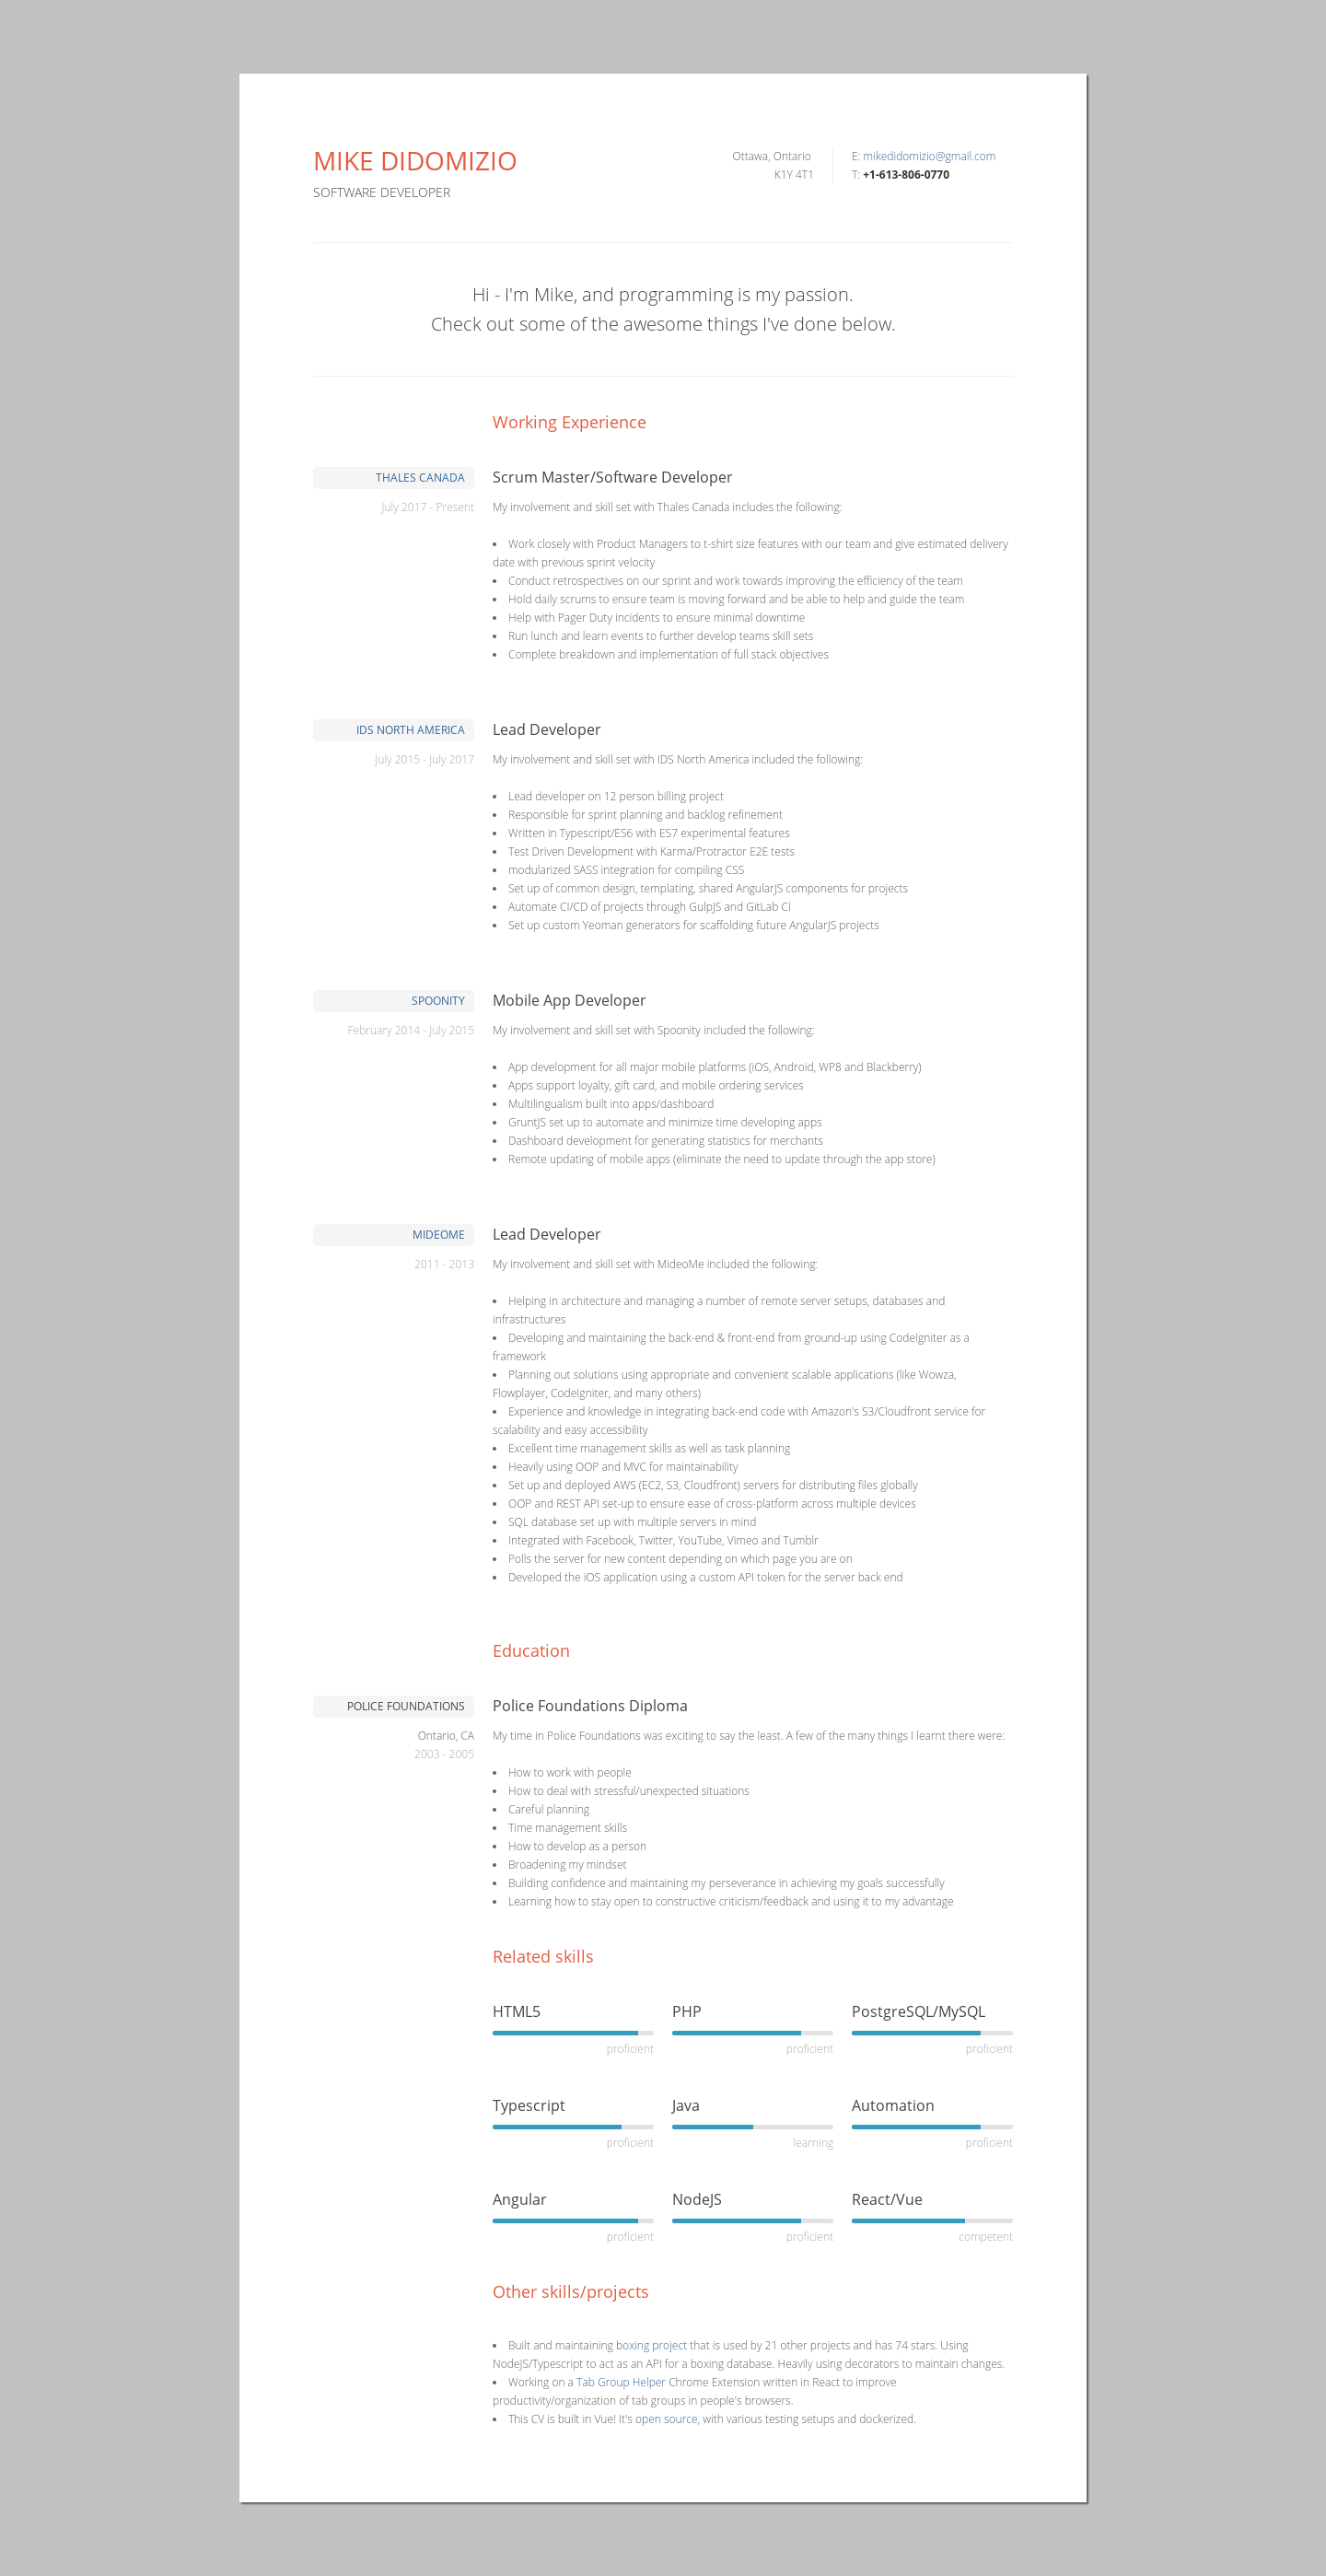 MIKE DIDOMIZIO
SOFTWARE DEVELOPER
Ottawa, Ontario
K1Y 4T1
E: mikedidomizio@gmail.com
T: +1-613-806-0770
Hi - I'm Mike, and programming is my passion.
Check out some of the awesome things I've done below.
Working Experience
THALES CANADA
July 2017 - Present
Scrum Master/Software Developer
My involvement and skill set with Thales Canada includes the following:
• Work closely with Product Managers to t-shirt size features with our team and give estimated delivery
date with previous sprint velocity
• Conduct retrospectives on our sprint and work towards improving the efficiency of the team
• Hold daily scrums to ensure team is moving forward and be able to help and guide the team
• Help with Pager Duty incidents to ensure minimal downtime
• Run lunch and learn events to further develop teams skill sets
• Complete breakdown and implementation of full stack objectives
IDS NORTH AMERICA
July 2015 - July 2017
Lead Developer
My involvement and skill set with IDS North America included the following:
• Lead developer on 12 person billing project
• Responsible for sprint planning and backlog refinement
• Written in Typescript/ES6 with ES7 experimental features
• Test Driven Development with Karma/Protractor E2E tests
• modularized SASS integration for compiling CSS
• Set up of common design, templating, shared AngularJS components for projects
• Automate CI/CD of projects through GulpJS and GitLab CI
• Set up custom Yeoman generators for scaffolding future AngularJS projects
SPOONITY
February 2014 - July 2015
Mobile App Developer
My involvement and skill set with Spoonity included the following:
• App development for all major mobile platforms (iOS, Android, WP8 and Blackberry)
• Apps support loyalty, gift card, and mobile ordering services
• Multilingualism built into apps/dashboard
• GruntJS set up to automate and minimize time developing apps
• Dashboard development for generating statistics for merchants
• Remote updating of mobile apps (eliminate the need to update through the app store)
MIDEOME
2011 - 2013
Lead Developer
My involvement and skill set with MideoMe included the following:
• Helping in architecture and managing a number of remote server setups, databases and
infrastructures
• Developing and maintaining the back-end & front-end from ground-up using CodeIgniter as a
framework
• Planning out solutions using appropriate and convenient scalable applications (like Wowza,
Flowplayer, CodeIgniter, and many others)
• Experience and knowledge in integrating back-end code with Amazon's S3/Cloudfront service for
scalability and easy accessibility
• Excellent time management skills as well as task planning
• Heavily using OOP and MVC for maintainability
• Set up and deployed AWS (EC2, S3, Cloudfront) servers for distributing files globally
• OOP and REST API set-up to ensure ease of cross-platform across multiple devices
• SQL database set up with multiple servers in mind
• Integrated with Facebook, Twitter, YouTube, Vimeo and Tumblr
• Polls the server for new content depending on which page you are on
• Developed the iOS application using a custom API token for the server back end
Education
POLICE FOUNDATIONS
Ontario, CA
2003 - 2005
Police Foundations Diploma
My time in Police Foundations was exciting to say the least. A few of the many things I learnt there were:
• How to work with people
• How to deal with stressful/unexpected situations
• Careful planning
• Time management skills
• How to develop as a person
• Broadening my mindset
• Building confidence and maintaining my perseverance in achieving my goals successfully
• Learning how to stay open to constructive criticism/feedback and using it to my advantage
Related skills
HTML5
proficient
PHP
proficient
PostgreSQL/MySQL
proficient
Typescript
proficient
Java
learning
Automation
proficient
Angular
proficient
NodeJS
proficient
React/Vue
competent
Other skills/projects
• Built and maintaining boxing project that is used by 21 other projects and has 74 stars. Using
NodeJS/Typescript to act as an API for a boxing database. Heavily using decorators to maintain changes.
• Working on a Tab Group Helper Chrome Extension written in React to improve
productivity/organization of tab groups in people's browsers.
• This CV is built in Vue! It's open source, with various testing setups and dockerized.